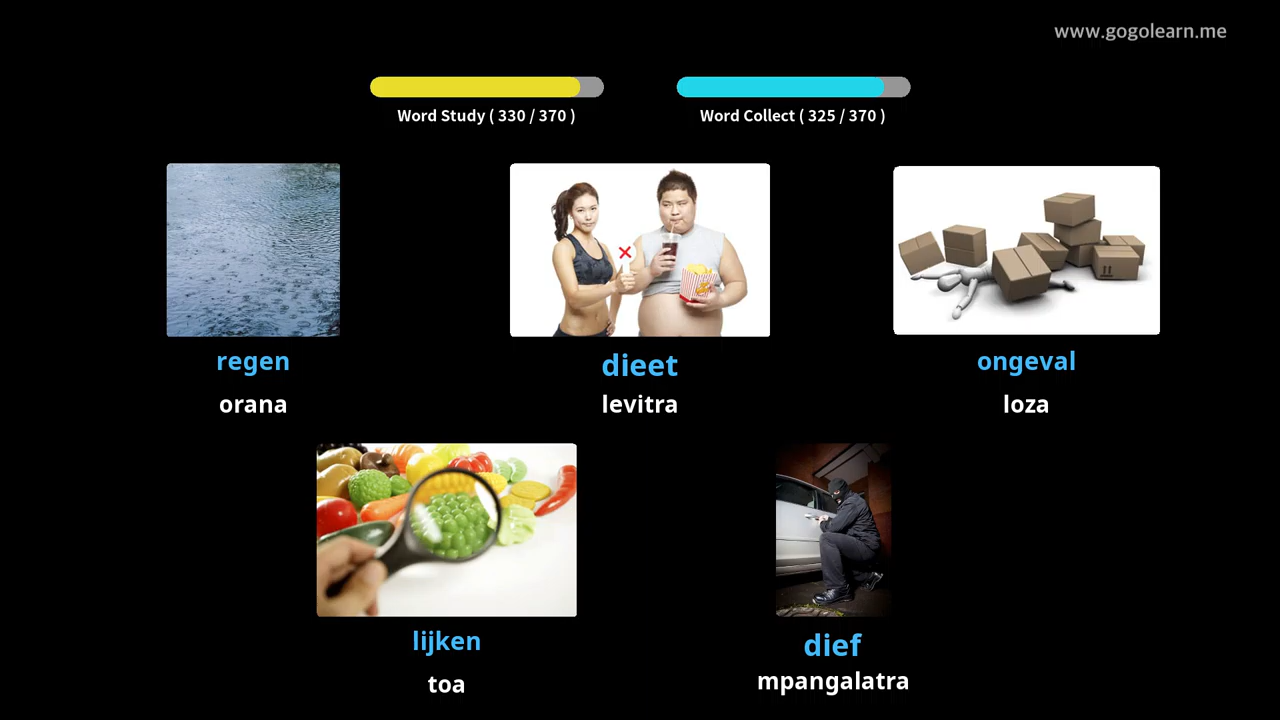 www.gogolearn.me
Word Study ( 330 / 370 )
Word Collect ( 325 / 370 )
regen
orana
dieet
levitra
ongeval
loza
lijken
toa
dief
mpangalatra